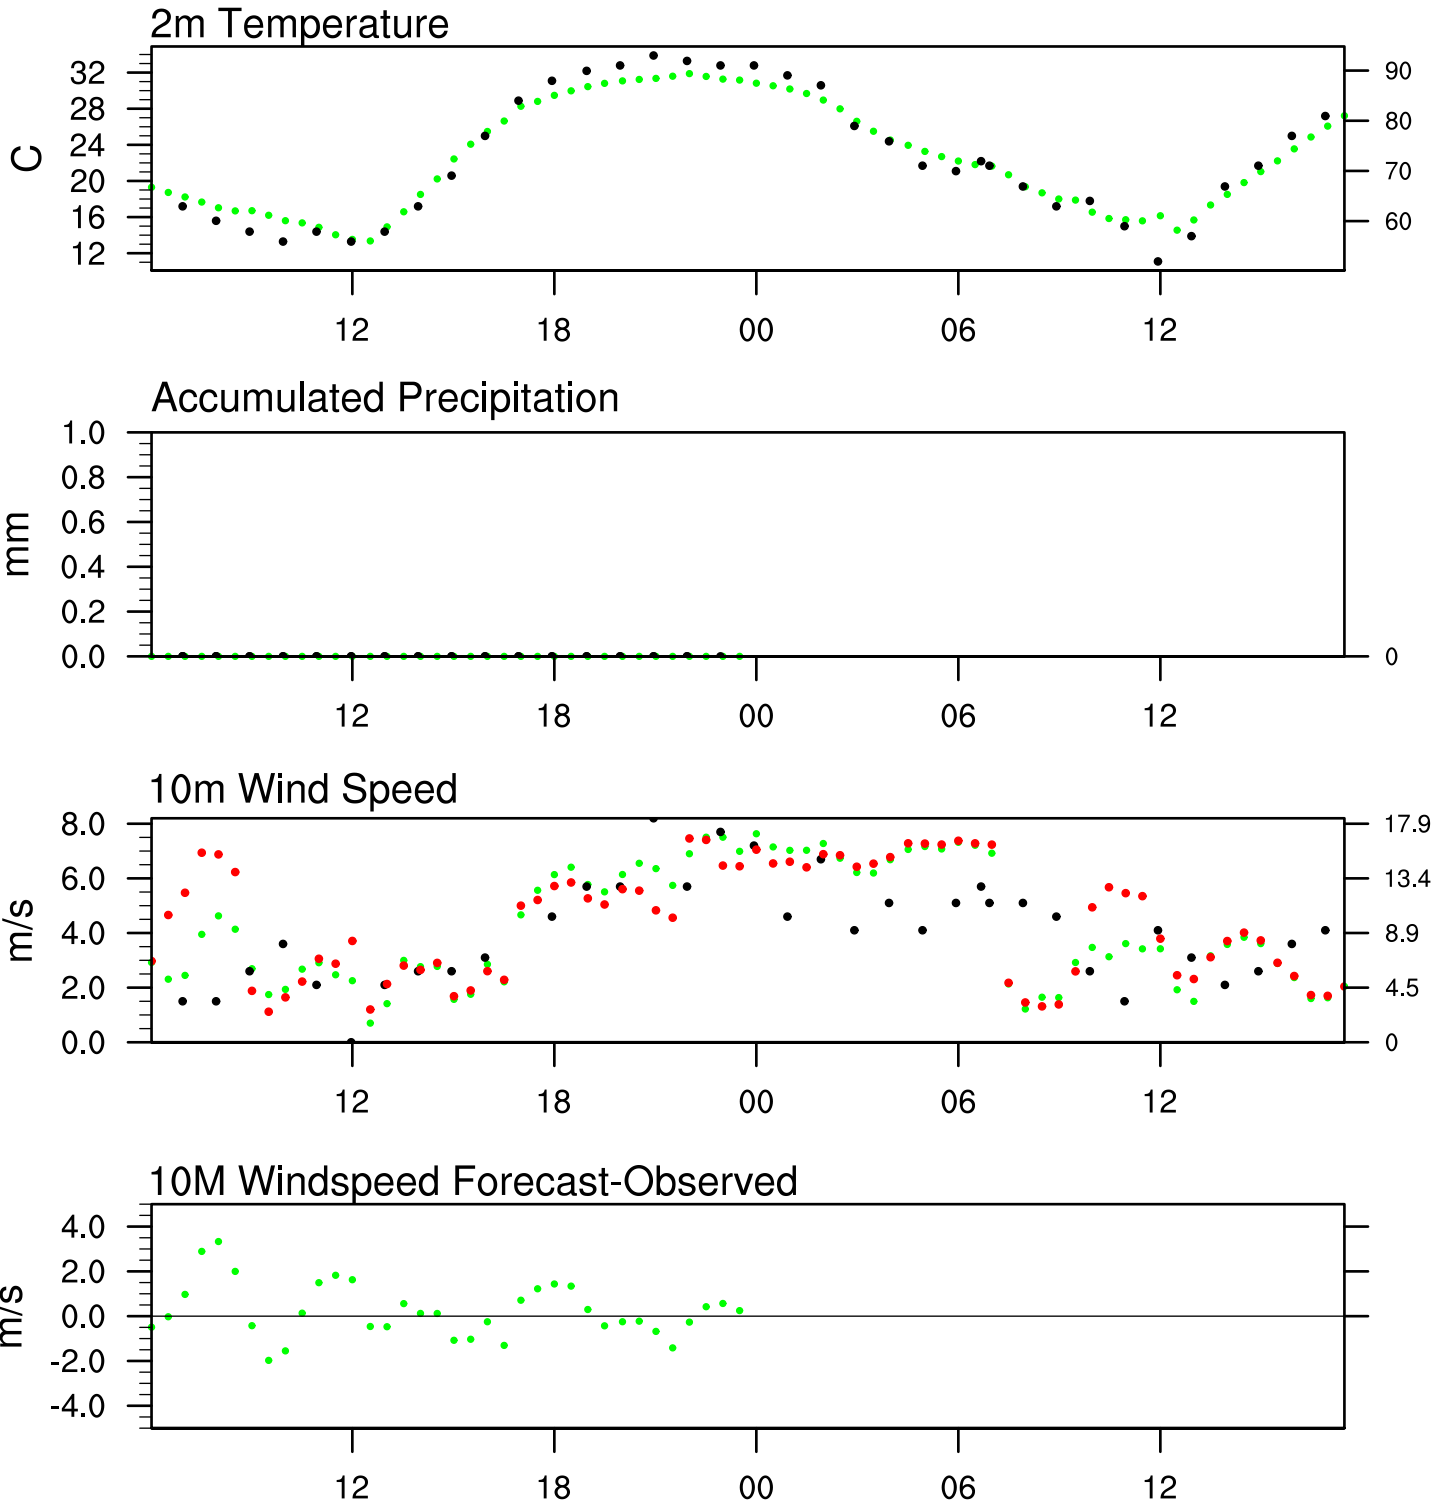 2m Temperature
32
28
24
20
16
12
C
90
80
70
60
12 18 00 06 12
Accumulated Precipitation
1.0
0.8
0.6
0.4
0.2
0.0
mm
0
12 18 00 06 12
10m Wind Speed
8.0
6.0
4.0
2.0
0.0
m/s
17.9
13.4
8.9
4.5
0
12 18 00 06 12
10M Windspeed Forecast-Observed
4.0
2.0
0.0
-2.0
-4.0
m/s
12 18 00 06 12